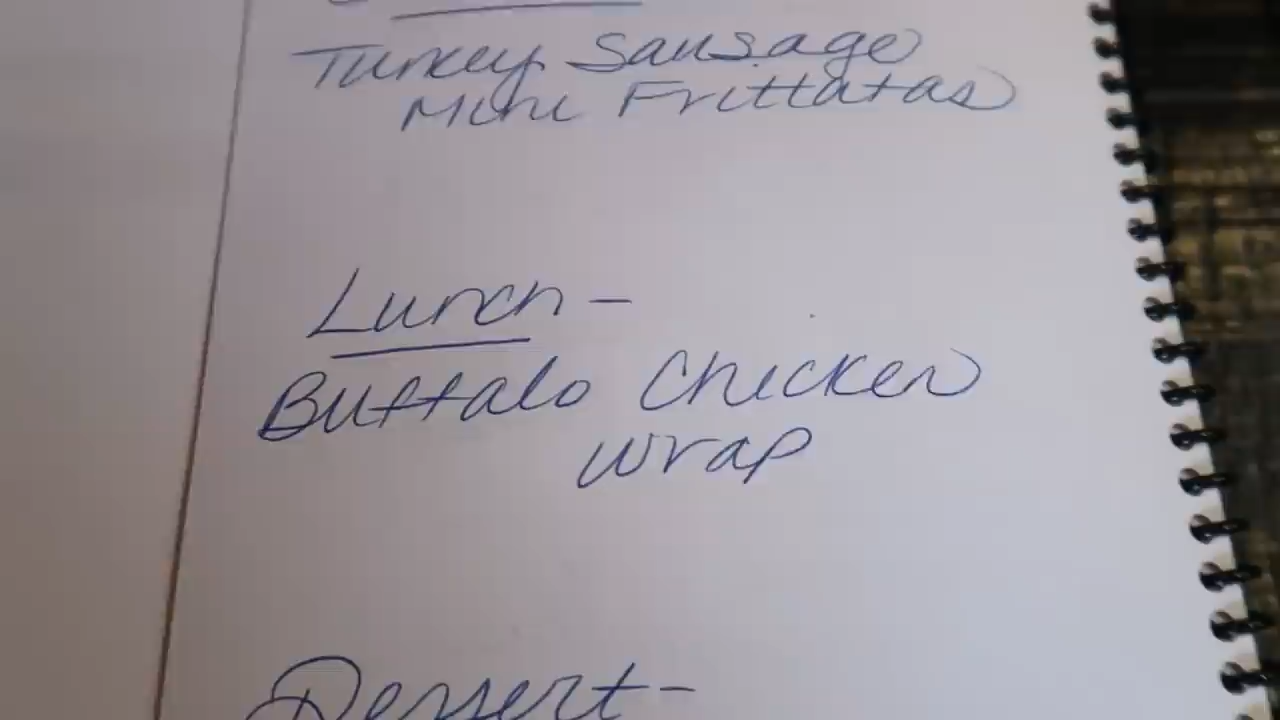 Turkey Sausage
Mini Frittatas
Lunch -
Buffalo Chicken
wrap
Dessert -